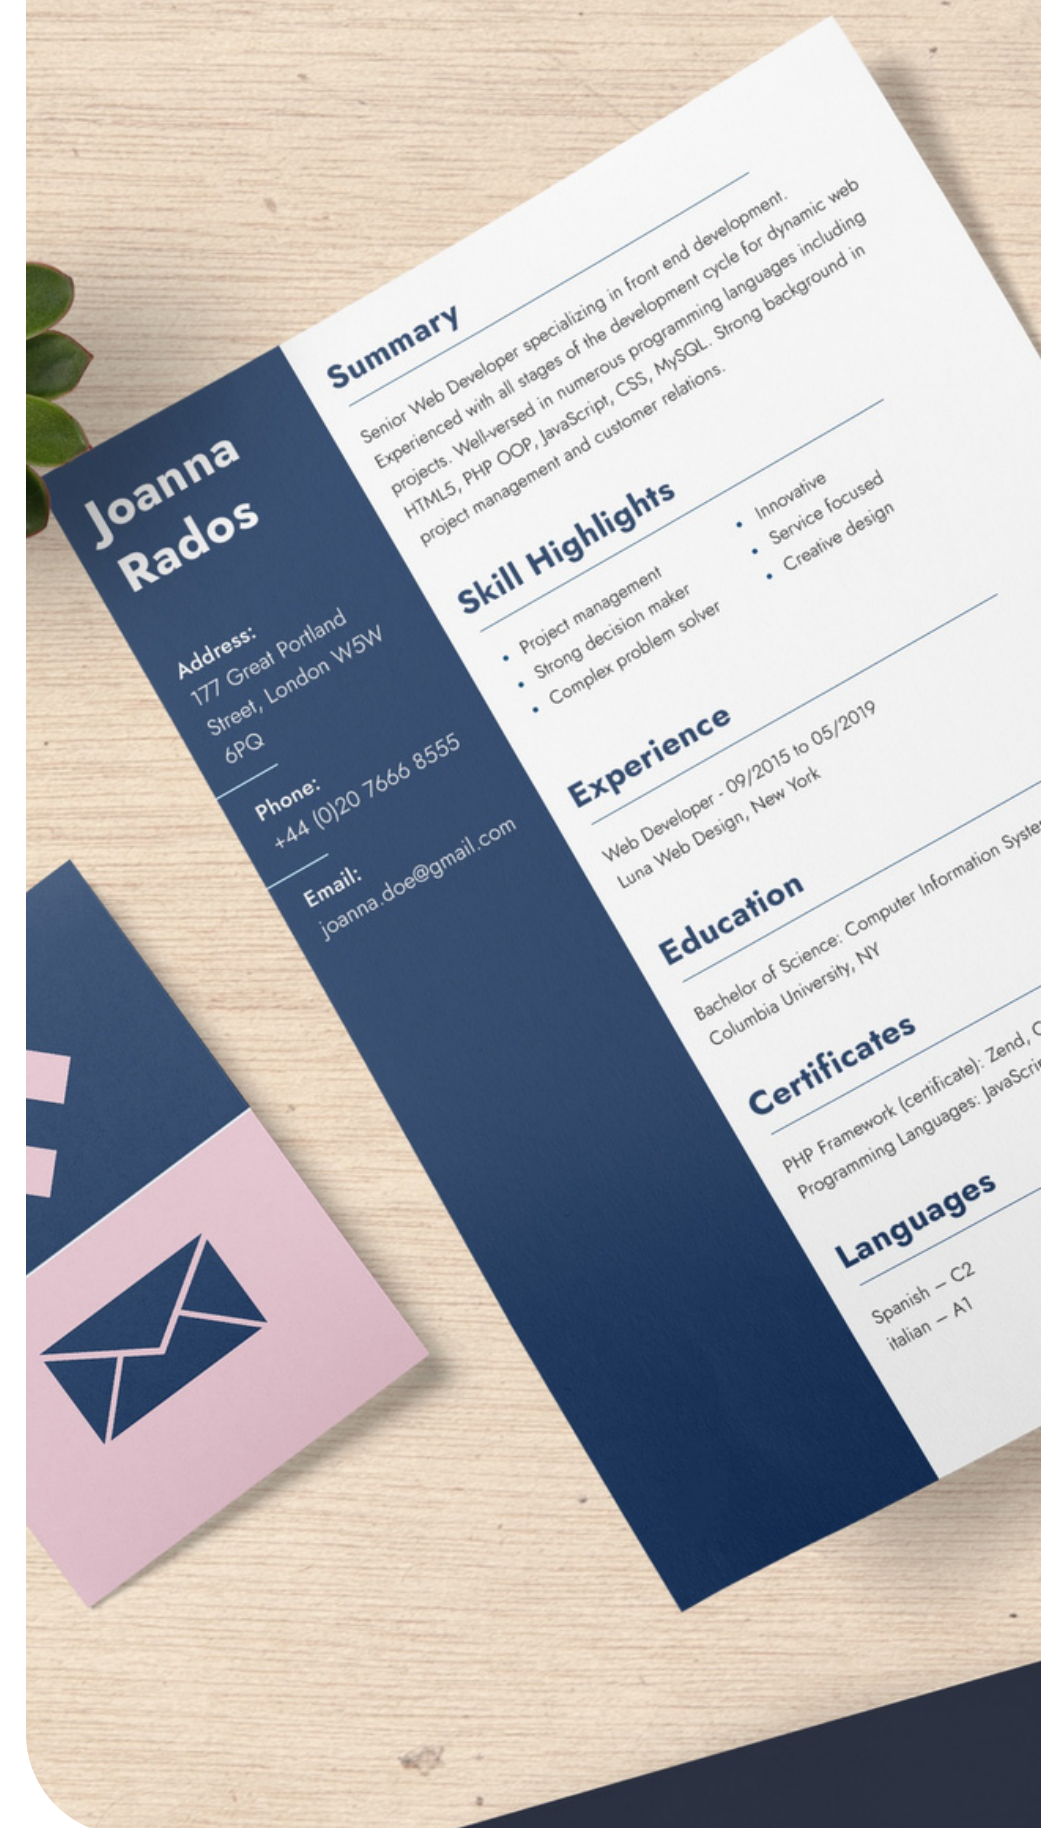 Joanna
Rados
Address:
177 Great Portland
Street, London W5W
6PQ
Phone:
+44 (0)20 7666 8555
Email:
joanna.doe@gmail.com
Summary
Senior Web Developer specializing in front end development.
Experienced with all stages of the development cycle for dynamic web
projects. Well-versed in numerous programming languages including
HTML5, PHP OOP, JavaScript, CSS, MySQL. Strong background in
project management and customer relations.
Skill Highlights
• Project management
• Strong decision maker
• Complex problem solver
• Innovative
• Service focused
• Creative design
Experience
Web Developer - 09/2015 to 05/2019
Luna Web Design, New York
Education
Bachelor of Science: Computer Information
Columbia University, NY
Certificates
PHP Framework (certificate): Zend,
Programming Languages:
Languages
Spanish – C2
italian – A1